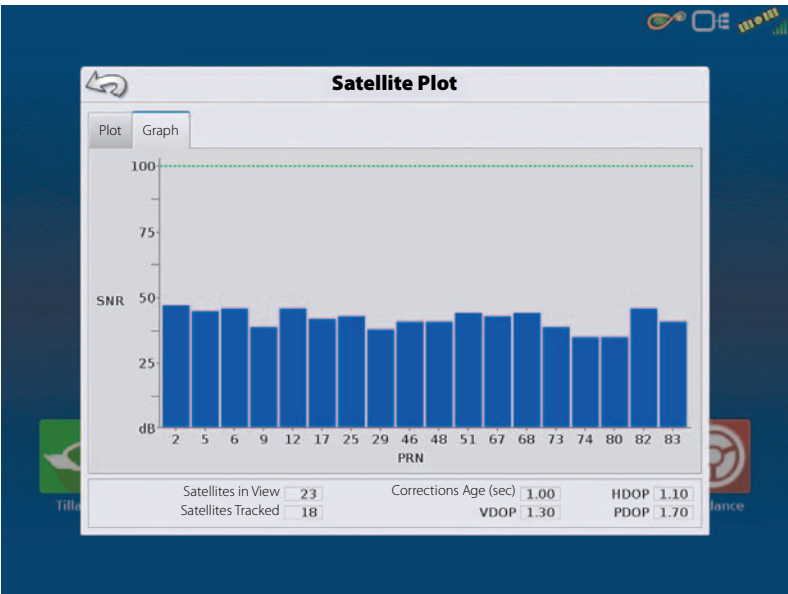 Satellite Plot
Plot Graph
100
75
SNR 50
25
dB
2 5 6 9 12 17 25 29 46 48 51 67 68 73 74 80 82 83
PRN
Satellites in View 23 Corrections Age (sec) 1.00 HDOP 1.10
Satellites Tracked 18 VDOP 1.30 PDOP 1.70